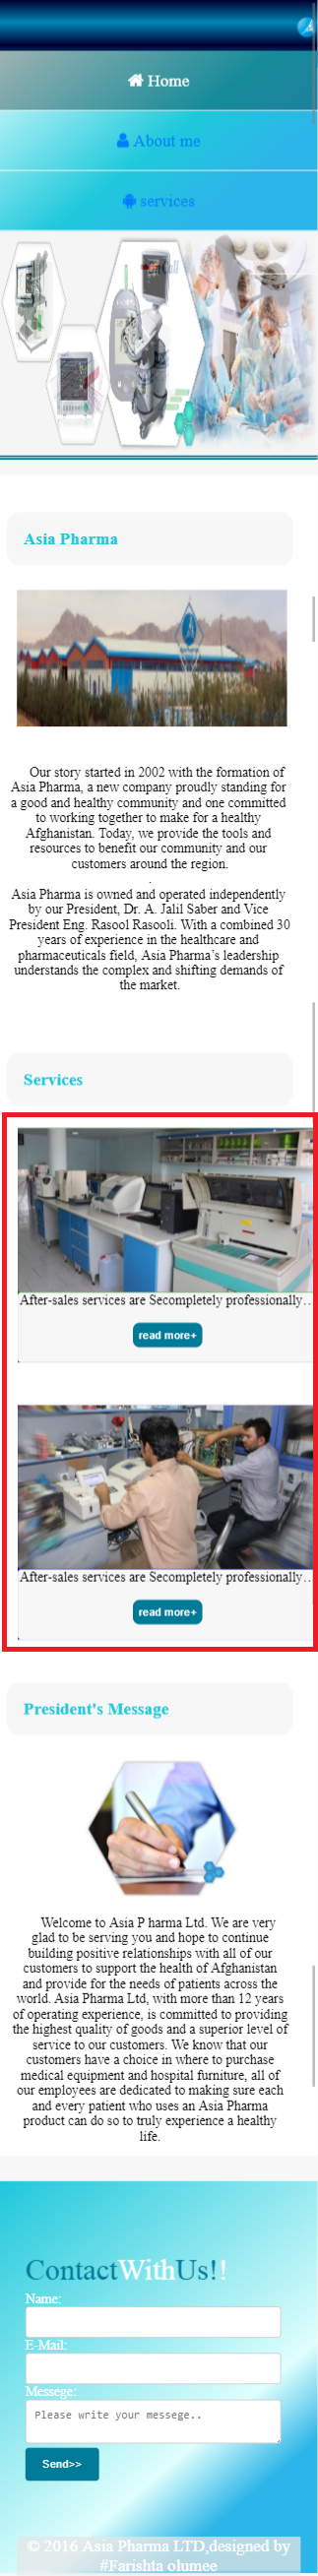 Home
About me
services
Asia Pharma
Our story started in 2002 with the formation of
Asia Pharma, a new company proudly standing for
a good and healthy community and one committed
to working together to make for a healthy
Afghanistan. Today, we provide the tools and
resources to benefit our community and our
customers around the region.
.
Asia Pharma is owned and operated independently
by our President, Dr. A. Jalil Saber and Vice
President Eng. Rasool Rasooli. With a combined 30
years of experience in the healthcare and
pharmaceuticals field, Asia Pharma's leadership
understands the complex and shifting demands of
the market.
Services
After-sales services are Secompletely professionally…
read more+
After-sales services are Secompletely professionally…
read more+
President's Message
Welcome to Asia P harma Ltd. We are very
glad to be serving you and hope to continue
building positive relationships with all of our
customers to support the health of Afghanistan
and provide for the needs of patients across the
world. Asia Pharma Ltd, with more than 12 years
of operating experience, is committed to providing
the highest quality of goods and a superior level of
service to our customers. We know that our
customers have a choice in where to purchase
medical equipment and hospital furniture, all of
our employees are dedicated to making sure each
and every patient who uses an Asia Pharma
product can do so to truly experience a healthy
life.
ContactWithUs!!
Name:
E-Mail:
Messege:
Please write your messege..
Send>>
© 2016 Asia Pharma LTD,designed by
#Farishta olumee